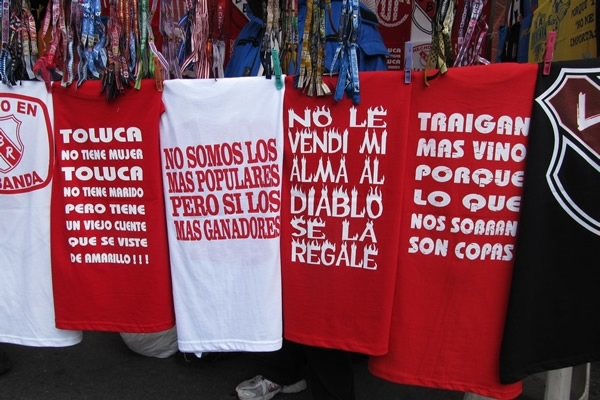 O EN
BANDA
TOLUCA
NO TIENE MUJER
TOLUCA
NO TIENE MARIDO
PERO TIENE
UN VIEJO CLIENTE
QUE SE VISTE
DE AMARILLO!!!
NO SOMOS LOS
MAS POPULARES
PERO SI LOS
MAS GANADORES
NO LE
VENDI MI
ALMA AL
DIABLO
SE LA
REGALE
TRAIGAN
MAS VINO
PORQUE
LO QUE
NOS SOBRAN
SON COPAS